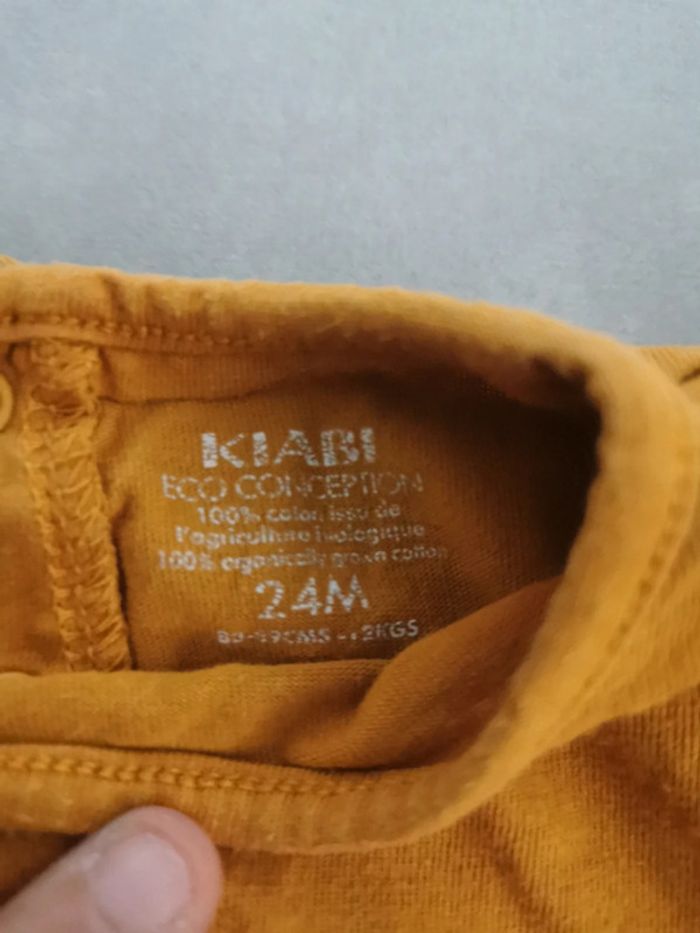 KIABI
ECO CONCEPTION
100% coton issu de
l'agriculture biologique
100% organically grown cotton
24M